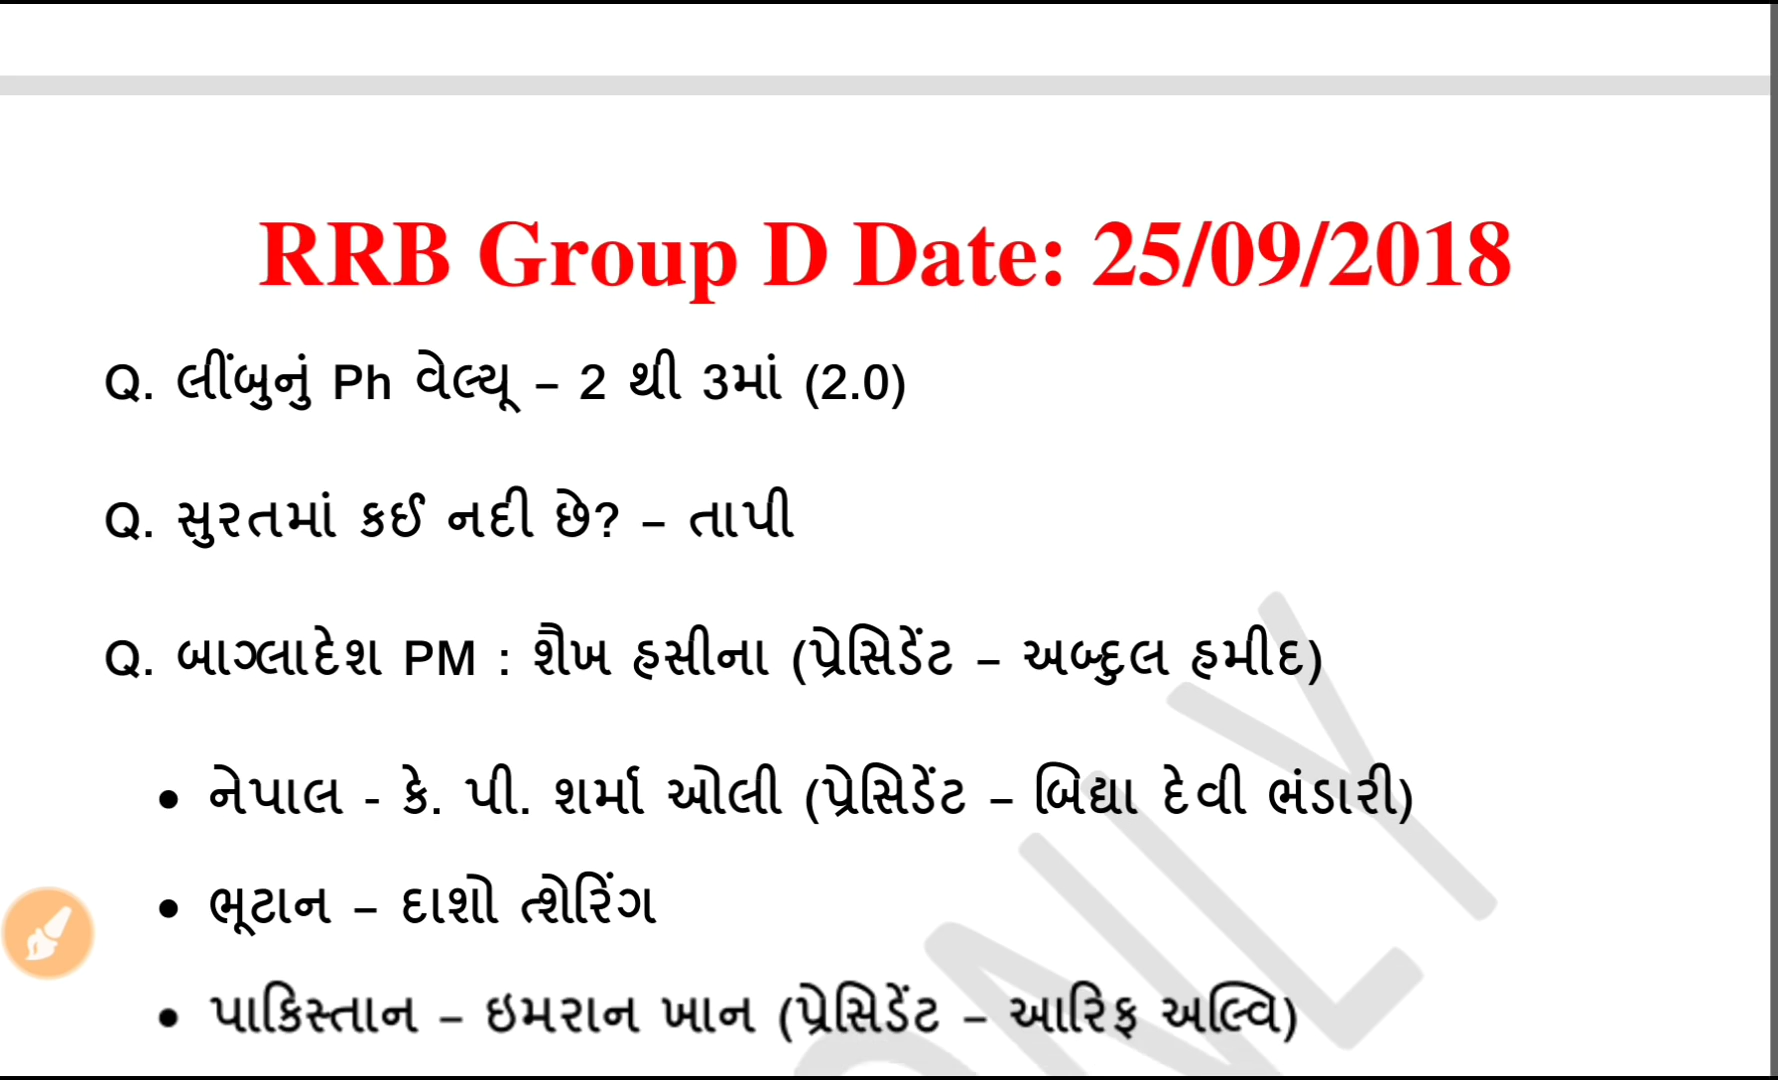 RRB Group D Date: 25/09/2018
Q. લીંબુનું Ph વેલ્યૂ – 2 થી 3માં (2.0)
Q. સુરતમાં કઈ નદી છે? – તાપી
Q. બાગ્લાદેશ PM : શૈખ હસીના (પ્રેસિડેંટ – અબ્દુલ હમીદ)
• નેપાલ - કે. પી. શર્મા ઓલી (પ્રેસિડેંટ – બિદ્યા દેવી ભંડારી)
• ભૂટાન – દાશો ત્શેરિંગ
• પાકિસ્તાન – ઇમરાન ખાન (પ્રેસિડેંટ – આરિફ અલ્વિ)
ONLY